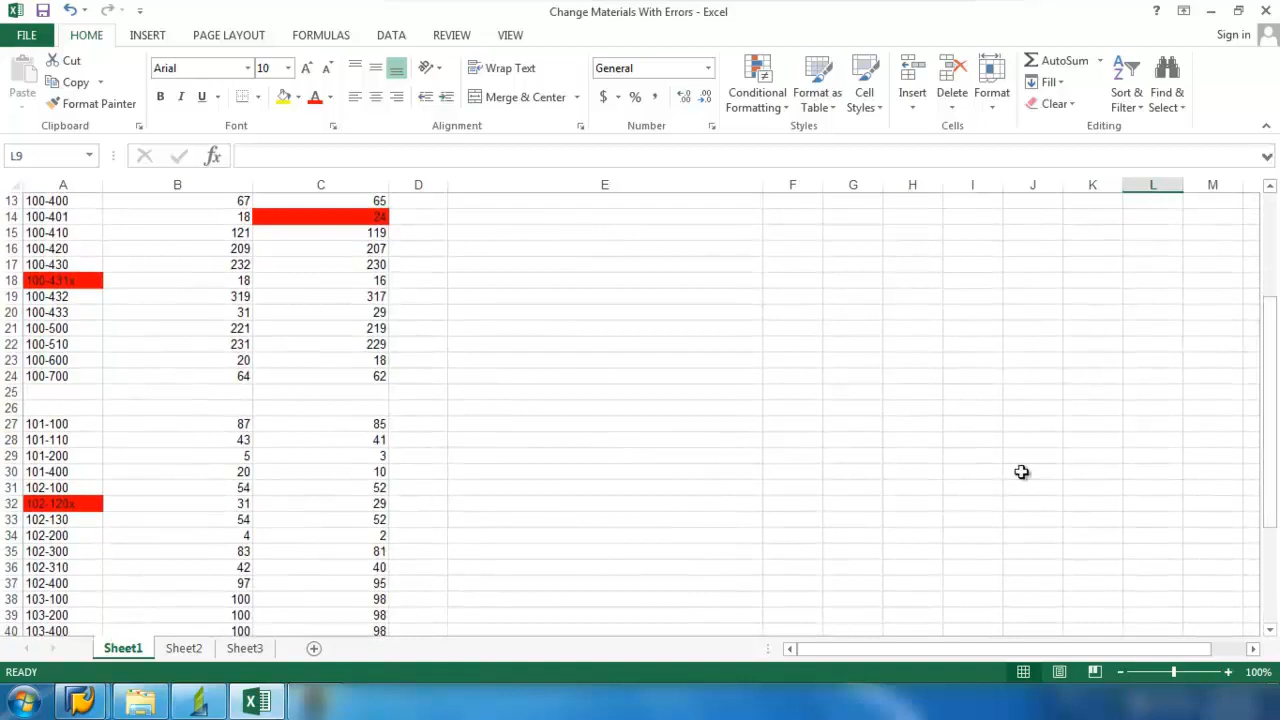 Change Materials With Errors - Excel
?
FILE HOME INSERT PAGE LAYOUT FORMULAS DATA REVIEW VIEW Sign in
Paste
Cut
Copy
Format Painter
Clipboard
Arial 10
B I U
Font
Wrap Text
Merge & Center
Alignment
General
$ % ,
Number
Conditional Formatting
Format as Table
Cell Styles
Styles
Insert Delete Format
Cells
AutoSum
Fill
Clear
Sort & Filter
Find & Select
Editing
L9 fx
A B C D E F G H I J K L M
13 100-400 67 65
14 100-401 18 24
15 100-410 121 119
16 100-420 209 207
17 100-430 232 230
18 100-431x 18 16
19 100-432 319 317
20 100-433 31 29
21 100-500 221 219
22 100-510 231 229
23 100-600 20 18
24 100-700 64 62
25
26
27 101-100 87 85
28 101-110 43 41
29 101-200 5 3
30 101-400 20 10
31 102-100 54 52
32 102-120x 31 29
33 102-130 54 52
34 102-200 4 2
35 102-300 83 81
36 102-310 42 40
37 102-400 97 95
38 103-100 100 98
39 103-200 100 98
40 103-400 100 98
Sheet1 Sheet2 Sheet3
READY 100%